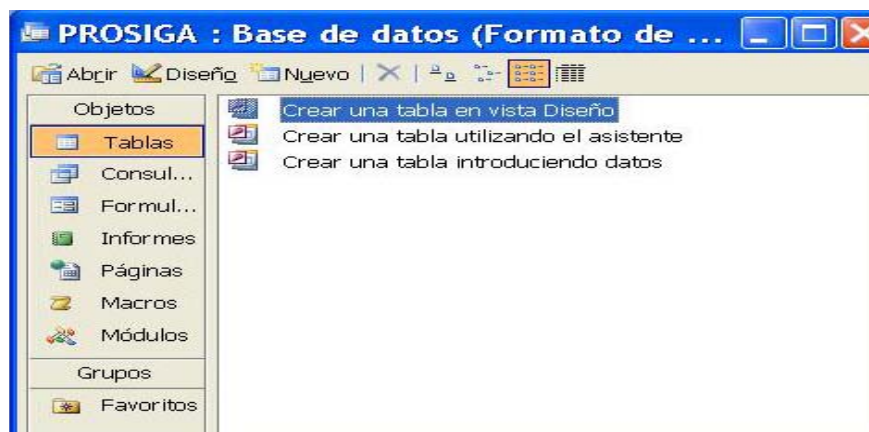 PROSIGA : Base de datos (Formato de ...
Abrir Diseño Nuevo
Objetos
Tablas
Consul...
Formul...
Informes
Páginas
Macros
Módulos
Grupos
Favoritos
Crear una tabla en vista Diseño
Crear una tabla utilizando el asistente
Crear una tabla introduciendo datos